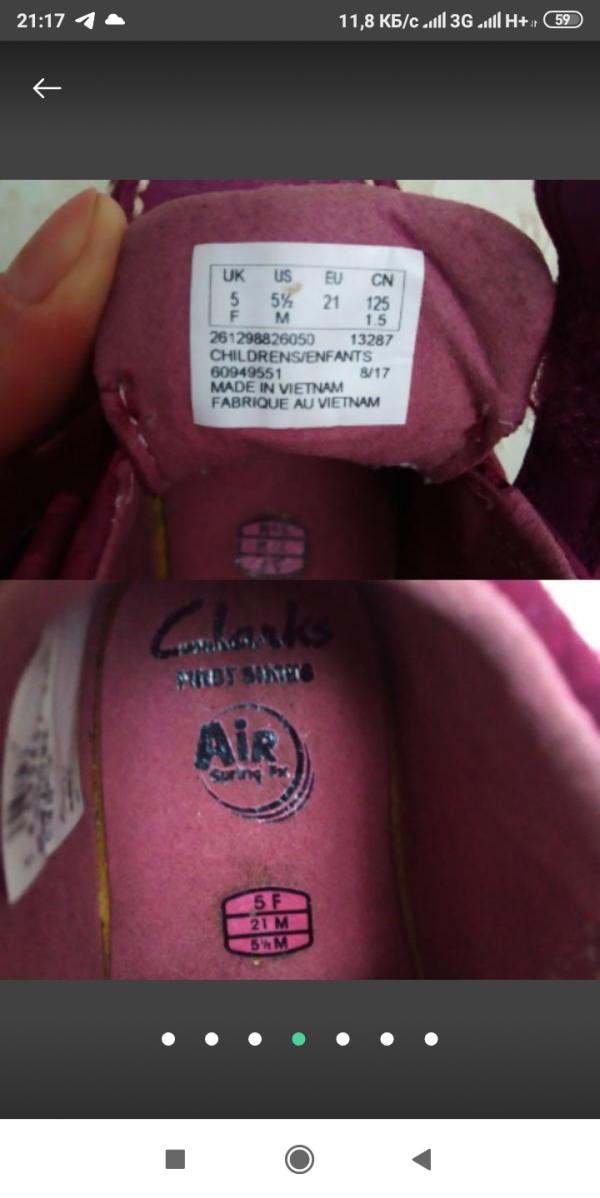 21:17
11,8 КБ/с 3G H+ 59
UK US EU CN
5 5½ 21 125
F M 1.5
261298826050 13287
CHILDRENS/ENFANTS
60949551 8/17
MADE IN VIETNAM
FABRIQUE AU VIETNAM
Clarks
FIRST SHOES
Air
Spring
5 F
21 M
5½ M